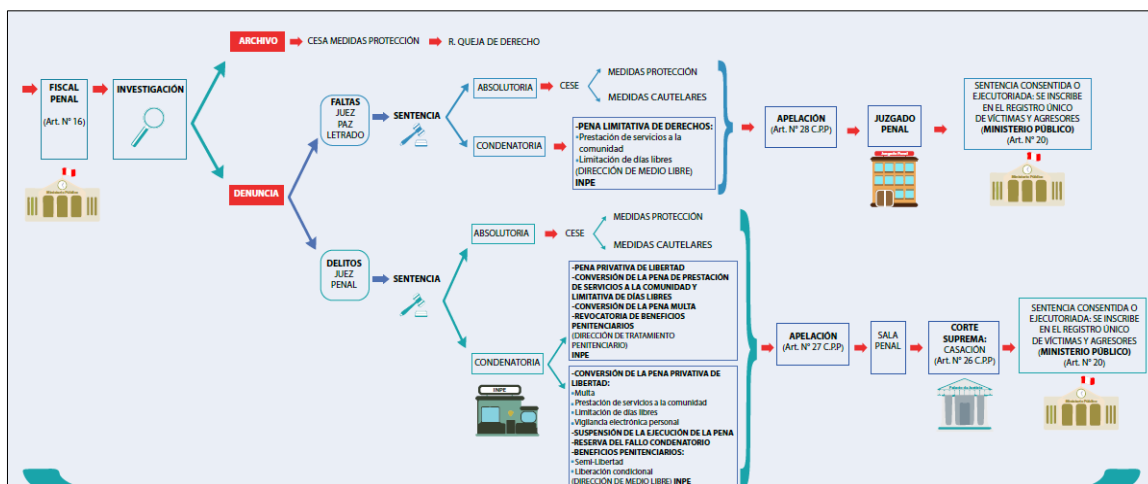 FISCAL
PENAL
(Art. N° 16)
INVESTIGACIÓN
ARCHIVO
CESA MEDIDAS PROTECCIÓN
R. QUEJA DE DERECHO
DENUNCIA
FALTAS
JUEZ
PAZ
LETRADO
SENTENCIA
ABSOLUTORIA
CESE
MEDIDAS PROTECCIÓN
MEDIDAS CAUTELARES
CONDENATORIA
-PENA LIMITATIVA DE DERECHOS:
•Prestación de servicios a la
comunidad
•Limitación de días libres
(DIRECCIÓN DE MEDIO LIBRE)
INPE
APELACIÓN
(Art. N° 28 C.P.P)
JUZGADO
PENAL
SENTENCIA CONSENTIDA O
EJECUTORIADA: SE INSCRIBE
EN EL REGISTRO ÚNICO
DE VÍCTIMAS Y AGRESORES
(MINISTERIO PÚBLICO)
(Art. N° 20)
Ministerio Público
Ministerio Público
DELITOS
JUEZ
PENAL
SENTENCIA
ABSOLUTORIA
CESE
MEDIDAS PROTECCIÓN
MEDIDAS CAUTELARES
CONDENATORIA
INPE
-PENA PRIVATIVA DE LIBERTAD
-CONVERSIÓN DE LA PENA DE PRESTACIÓN
DE SERVICIOS A LA COMUNIDAD Y
LIMITATIVA DE DÍAS LIBRES
-CONVERSIÓN DE LA PENA MULTA
-REVOCATORIA DE BENEFICIOS
PENITENCIARIOS
(DIRECCIÓN DE TRATAMIENTO
PENITENCIARIO)
INPE
-CONVERSIÓN DE LA PENA PRIVATIVA DE
LIBERTAD:
•Multa
•Prestación de servicios a la comunidad
•Limitación de días libres
•Vigilancia electrónica personal
-SUSPENSIÓN DE LA EJECUCIÓN DE LA PENA
-RESERVA DEL FALLO CONDENATORIO
-BENEFICIOS PENITENCIARIOS:
•Semi-Libertad
•Liberación condicional
(DIRECCIÓN DE MEDIO LIBRE) INPE
APELACIÓN
(Art. N° 27 C.P.P)
SALA
PENAL
CORTE
SUPREMA:
CASACIÓN
(Art. N° 26 C.P.P)
SENTENCIA CONSENTIDA O
EJECUTORIADA: SE INSCRIBE
EN EL REGISTRO ÚNICO
DE VÍCTIMAS Y AGRESORES
(MINISTERIO PÚBLICO)
(Art. N° 20)
Ministerio Público